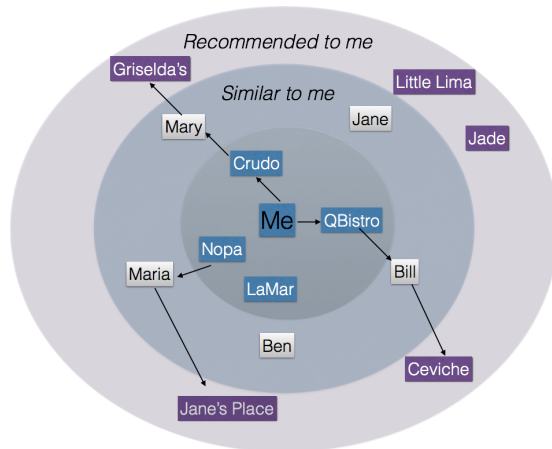 Recommended to me
Griselda's
Little Lima
Similar to me
Jane
Mary
Jade
Crudo
Me
QBistro
Nopa
Maria
Bill
LaMar
Ben
Ceviche
Jane's Place